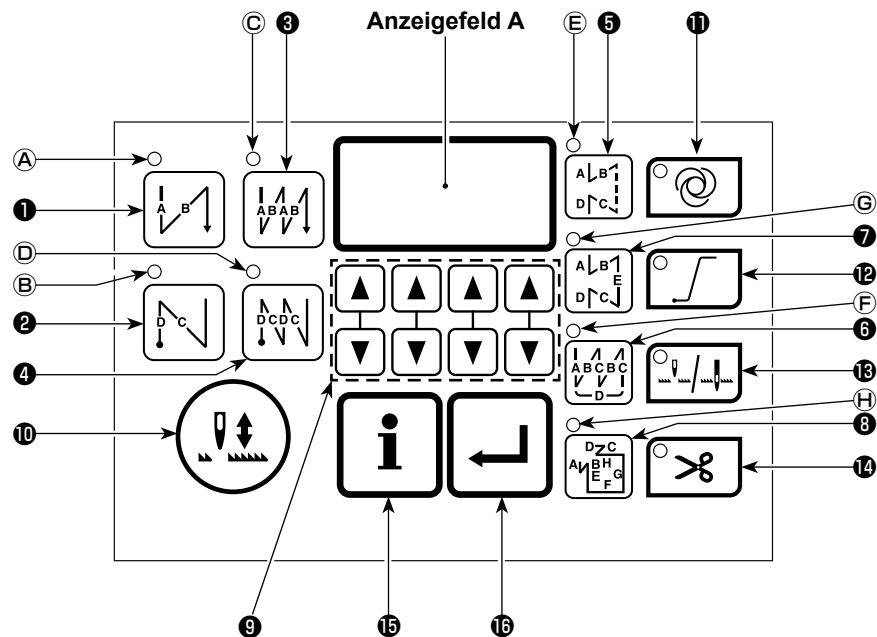 Ⓒ ❸ Anzeigefeld A Ⓔ ❺ ⓫
Ⓐ
❶ A B
A B A B
A B
D C
Ⓖ
❼ A B
E
D C
⓬
Ⓓ
Ⓑ
❷ D C
D C D C
Ⓕ
❻ A B C B C
D
❹
⓭
❿
Ⓗ
❽ D C
A B H G
E F
⓮
i
❾ ⓯ ⓰